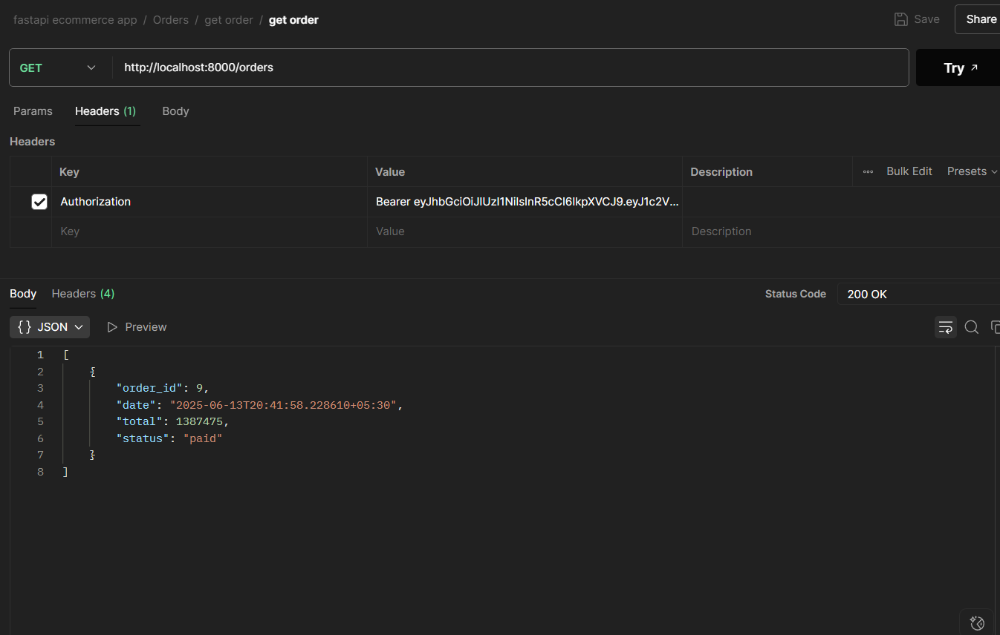 fastapi ecommerce app / Orders / get order / get order
Save
Share
GET
http://localhost:8000/orders
Try
Params
Headers (1)
Body
Headers
Key
Value
Description
Bulk Edit
Presets
Authorization
Bearer eyJhbGciOiJIUzI1NiIsInR5cCI6IkpXVCJ9.eyJ1c2V...
Key
Value
Description
Body
Headers (4)
Status Code
200 OK
{} JSON
Preview
1 [
2 {
3 "order_id": 9,
4 "date": "2025-06-13T20:41:58.228610+05:30",
5 "total": 1387475,
6 "status": "paid"
7 }
8 ]